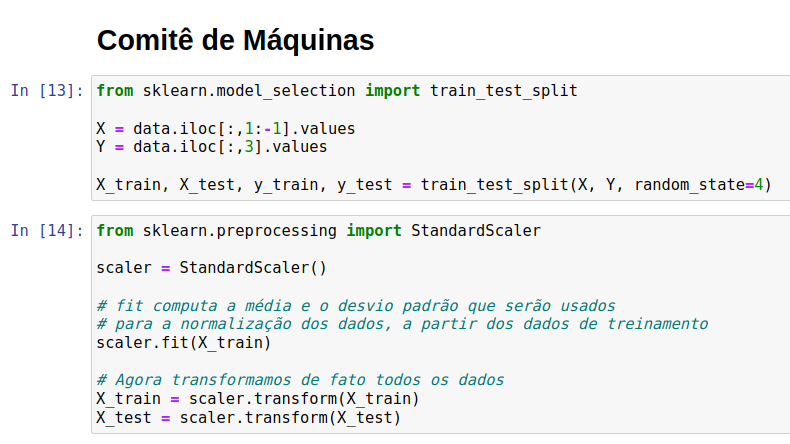 Comitê de Máquinas
In [13]: from sklearn.model_selection import train_test_split
X = data.iloc[:,1:-1].values
Y = data.iloc[:,3].values
X_train, X_test, y_train, y_test = train_test_split(X, Y, random_state=4)
In [14]: from sklearn.preprocessing import StandardScaler
scaler = StandardScaler()
# fit computa a média e o desvio padrão que serão usados
# para a normalização dos dados, a partir dos dados de treinamento
scaler.fit(X_train)
# Agora transformamos de fato todos os dados
X_train = scaler.transform(X_train)
X_test = scaler.transform(X_test)